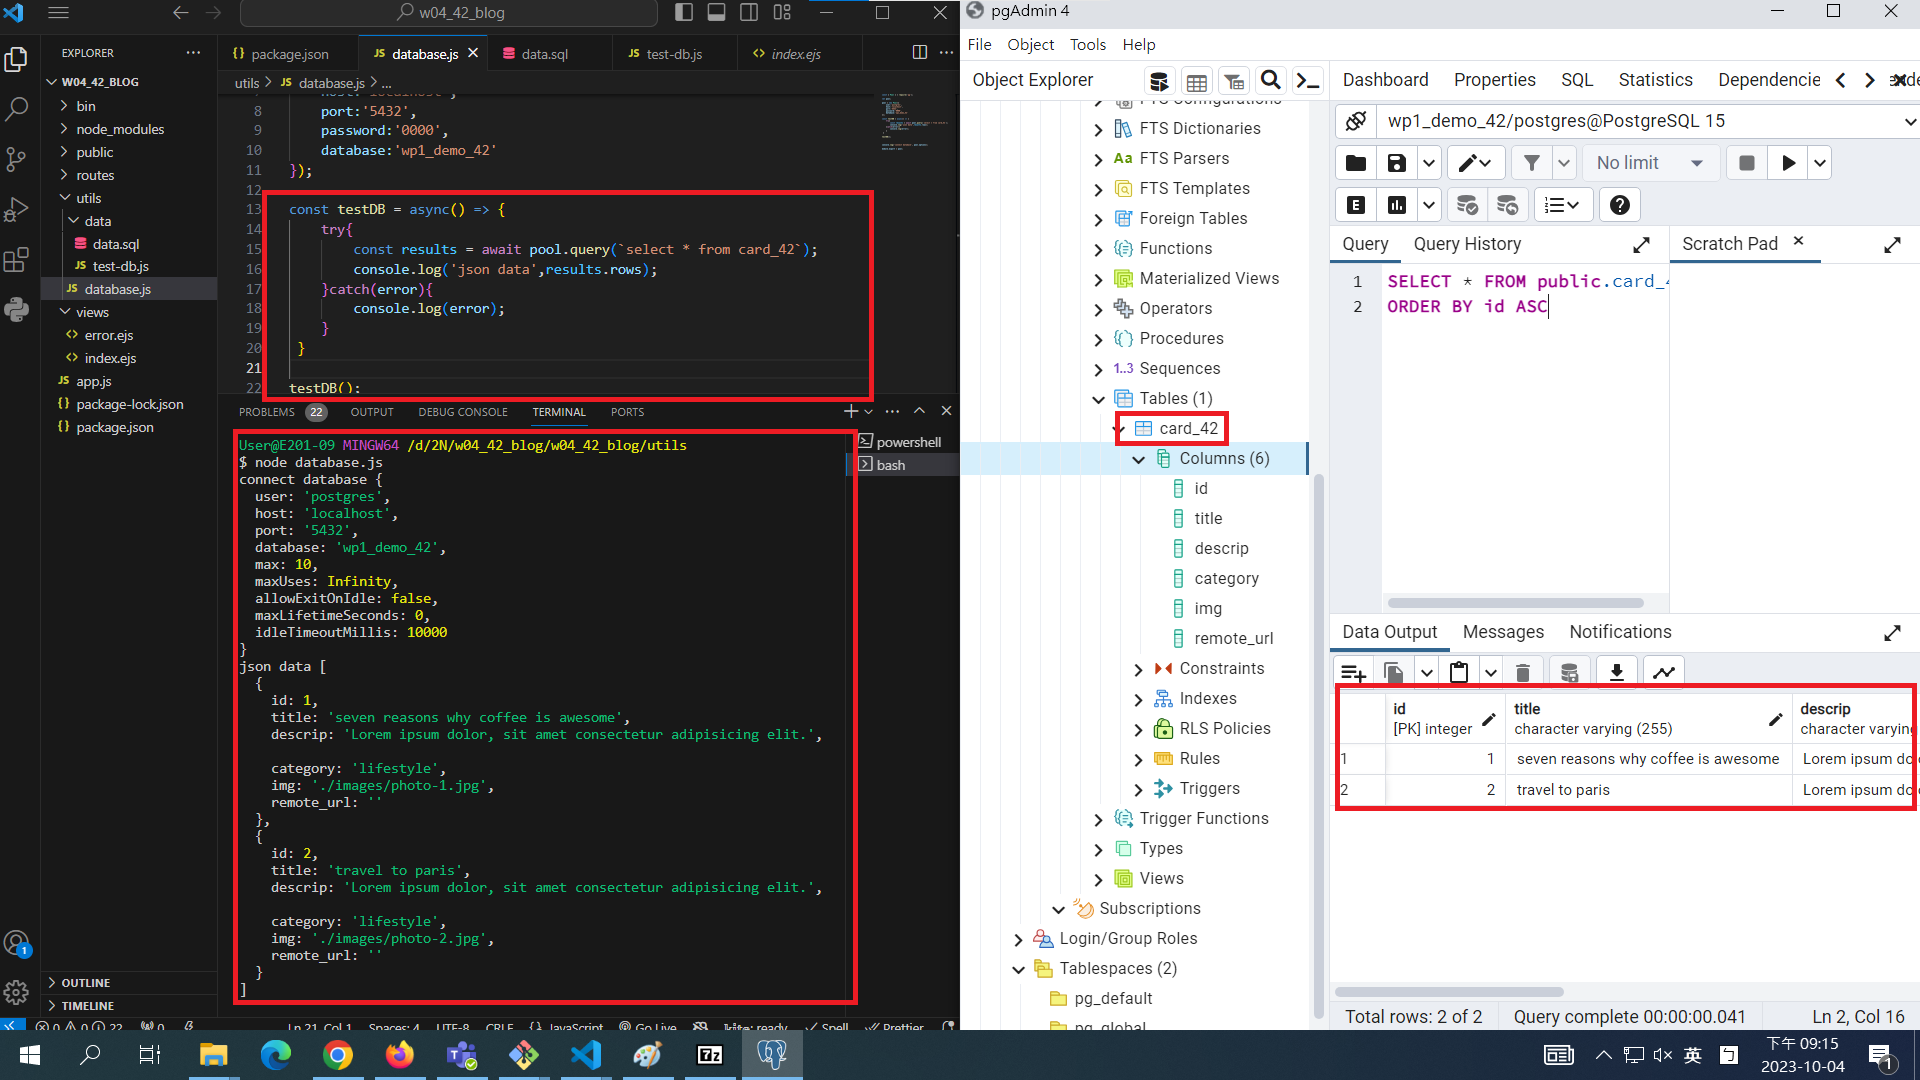 w04_42_blog
EXPLORER
W04_42_BLOG
bin
node_modules
public
routes
utils
data
data.sql
test-db.js
database.js
views
error.ejs
index.ejs
app.js
package-lock.json
package.json
OUTLINE
TIMELINE
package.json
database.js
data.sql
test-db.js
index.ejs
utils > database.js > ...
8 port:'5432',
9 password:'0000',
10 database:'wp1_demo_42'
11 });
12
13 const testDB = async() => {
14 try{
15 const results = await pool.query(`select * from card_42`);
16 console.log('json data',results.rows);
17 }catch(error){
18 console.log(error);
19 }
20 }
21
22 testDB();
PROBLEMS 22 OUTPUT DEBUG CONSOLE TERMINAL PORTS
powershell
bash
User@E201-09 MINGW64 /d/2N/w04_42_blog/w04_42_blog/utils
$ node database.js
connect database {
user: 'postgres',
host: 'localhost',
port: '5432',
database: 'wp1_demo_42',
max: 10,
maxUses: Infinity,
allowExitOnIdle: false,
maxLifetimeSeconds: 0,
idleTimeoutMillis: 10000
}
json data [
{
id: 1,
title: 'seven reasons why coffee is awesome',
descrip: 'Lorem ipsum dolor, sit amet consectetur adipisicing elit.',
category: 'lifestyle',
img: './images/photo-1.jpg',
remote_url: ''
},
{
id: 2,
title: 'travel to paris',
descrip: 'Lorem ipsum dolor, sit amet consectetur adipisicing elit.',
category: 'lifestyle',
img: './images/photo-2.jpg',
remote_url: ''
}
]
Ln 21, Col 1 Spaces: 4 UTF-8 CRLF {} JavaScript Go Live kite: ready Spell Prettier
pgAdmin 4
File Object Tools Help
Object Explorer
FTS Configurations
FTS Dictionaries
FTS Parsers
FTS Templates
Foreign Tables
Functions
Materialized Views
Operators
Procedures
1..3 Sequences
Tables (1)
card_42
Columns (6)
id
title
descrip
category
img
remote_url
Constraints
Indexes
RLS Policies
Rules
Triggers
Trigger Functions
Types
Views
Subscriptions
Login/Group Roles
Tablespaces (2)
pg_default
pg_global
Dashboard Properties SQL Statistics Dependencie
wp1_demo_42/postgres@PostgreSQL 15
No limit
Query Query History
Scratch Pad
1 SELECT * FROM public.card_4
2 ORDER BY id ASC
Data Output Messages Notifications
id
[PK] integer
title
character varying (255)
descrip
character varying
1 1 seven reasons why coffee is awesome Lorem ipsum do
2 2 travel to paris Lorem ipsum do
Total rows: 2 of 2 Query complete 00:00:00.041 Ln 2, Col 16
英
下午 09:15
2023-10-04
1